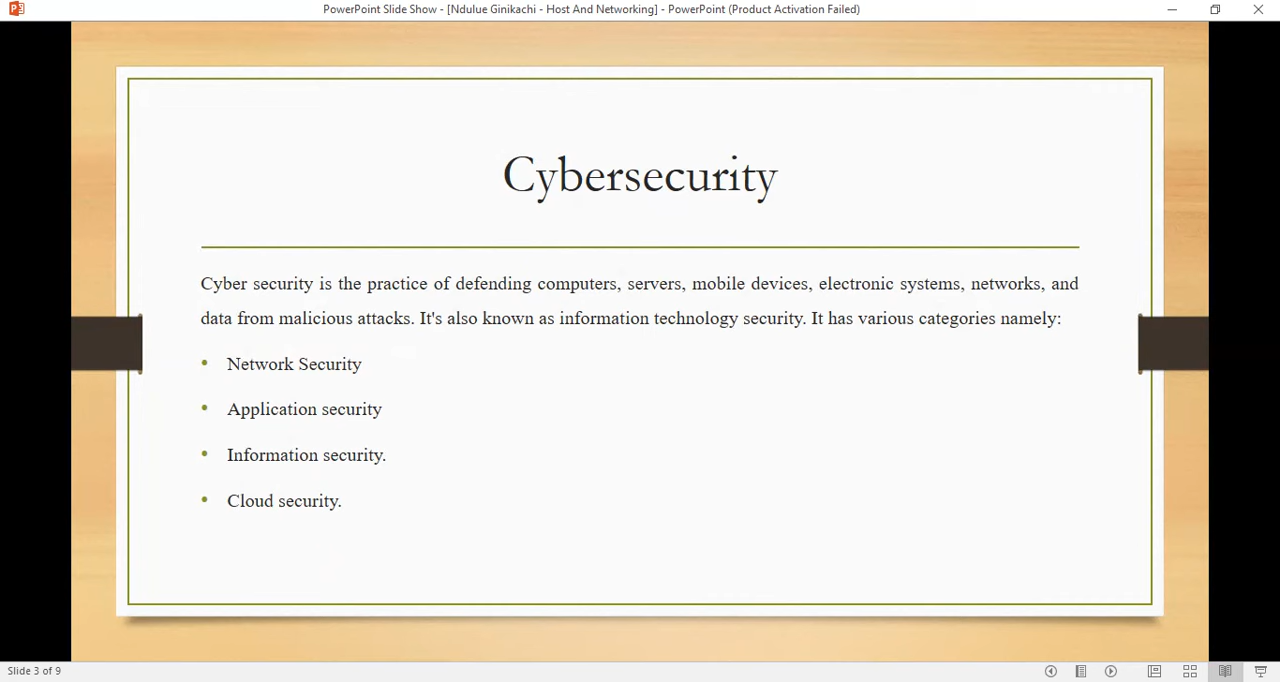 PowerPoint Slide Show - [Ndulue Ginikachi - Host And Networking] - PowerPoint (Product Activation Failed)
Cybersecurity
Cyber security is the practice of defending computers, servers, mobile devices, electronic systems, networks, and
data from malicious attacks. It's also known as information technology security. It has various categories namely:
• Network Security
• Application security
• Information security.
• Cloud security.
Slide 3 of 9